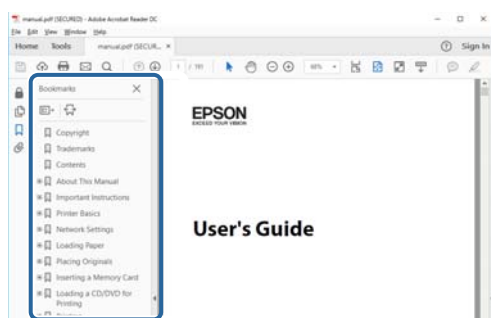 manual.pdf (SECURED) - Adobe Acrobat Reader DC
File Edit View Window Help
Home Tools manual.pdf (SECUR... ×
Sign In
1 / 191
Bookmarks
Copyright
Trademarks
Contents
About This Manual
Important Instructions
Printer Basics
Network Settings
Loading Paper
Placing Originals
Inserting a Memory Card
Loading a CD/DVD for
Printing
EPSON
EXCEED YOUR VISION
User's Guide